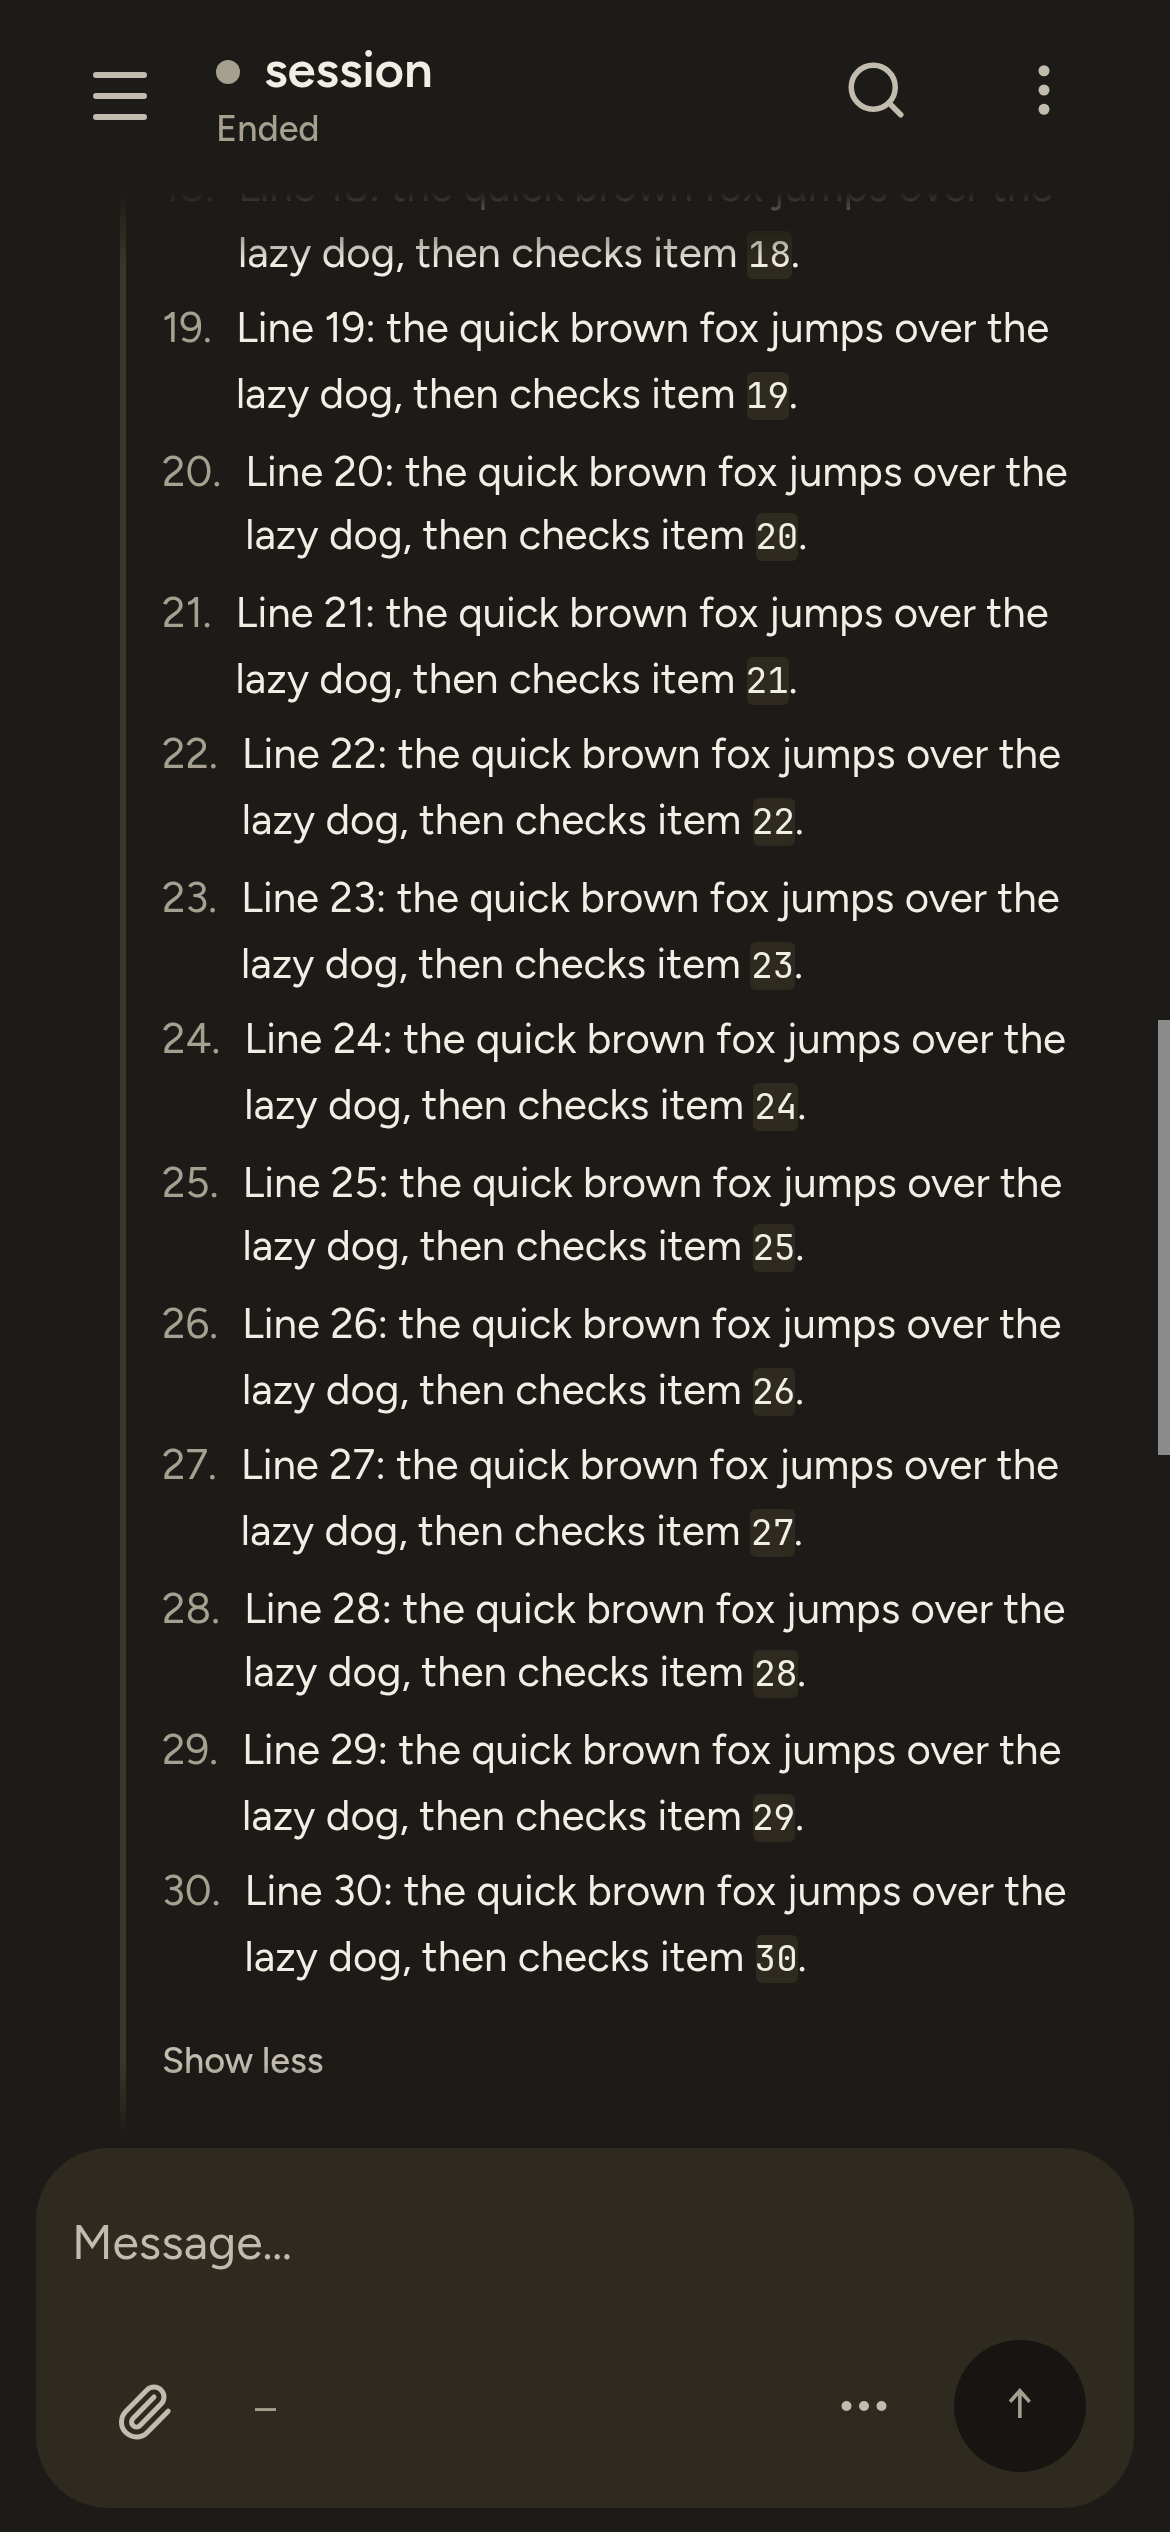 session
Ended
18. Line 18: the quick brown fox jumps over the
lazy dog, then checks item 18.
19. Line 19: the quick brown fox jumps over the
lazy dog, then checks item 19.
20. Line 20: the quick brown fox jumps over the
lazy dog, then checks item 20.
21. Line 21: the quick brown fox jumps over the
lazy dog, then checks item 21.
22. Line 22: the quick brown fox jumps over the
lazy dog, then checks item 22.
23. Line 23: the quick brown fox jumps over the
lazy dog, then checks item 23.
24. Line 24: the quick brown fox jumps over the
lazy dog, then checks item 24.
25. Line 25: the quick brown fox jumps over the
lazy dog, then checks item 25.
26. Line 26: the quick brown fox jumps over the
lazy dog, then checks item 26.
27. Line 27: the quick brown fox jumps over the
lazy dog, then checks item 27.
28. Line 28: the quick brown fox jumps over the
lazy dog, then checks item 28.
29. Line 29: the quick brown fox jumps over the
lazy dog, then checks item 29.
30. Line 30: the quick brown fox jumps over the
lazy dog, then checks item 30.
Show less
Message...
–